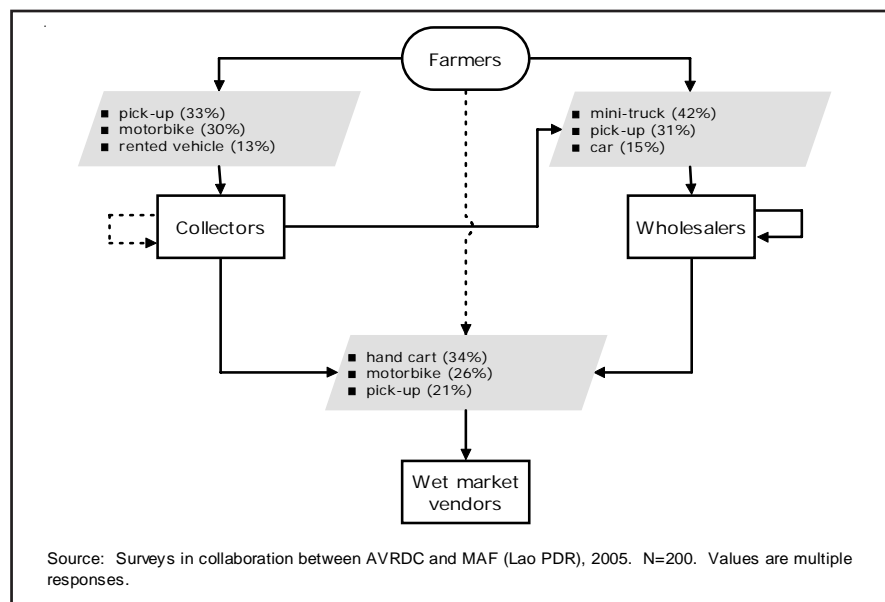 Farmers
■ pick-up (33%)
■ motorbike (30%)
■ rented vehicle (13%)
■ mini-truck (42%)
■ pick-up (31%)
■ car (15%)
Collectors
Wholesalers
■ hand cart (34%)
■ motorbike (26%)
■ pick-up (21%)
Wet market
vendors
Source: Surveys in collaboration between AVRDC and MAF (Lao PDR), 2005. N=200. Values are multiple
responses.